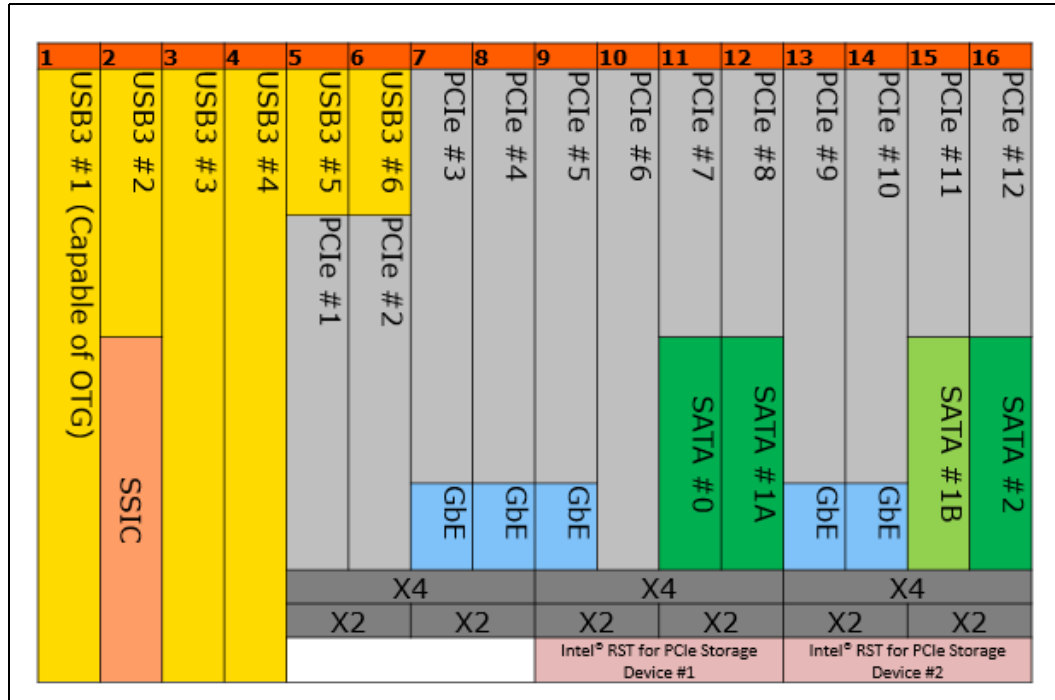 1 2 3 4 5 6 7 8 9 10 11 12 13 14 15 16
USB3 #1 (Capable of OTG)
USB3 #2
SSIC
USB3 #3
USB3 #4
USB3 #5
PCIe #1
USB3 #6
PCIe #2
PCIe #3
GbE
PCIe #4
GbE
PCIe #5
GbE
PCIe #6
PCIe #7
SATA #0
PCIe #8
SATA #1A
PCIe #9
GbE
PCIe #10
GbE
PCIe #11
SATA #1B
PCIe #12
SATA #2
X4 X4 X4
X2 X2 X2 X2 X2 X2
Intel® RST for PCIe Storage
Device #1
Intel® RST for PCIe Storage
Device #2